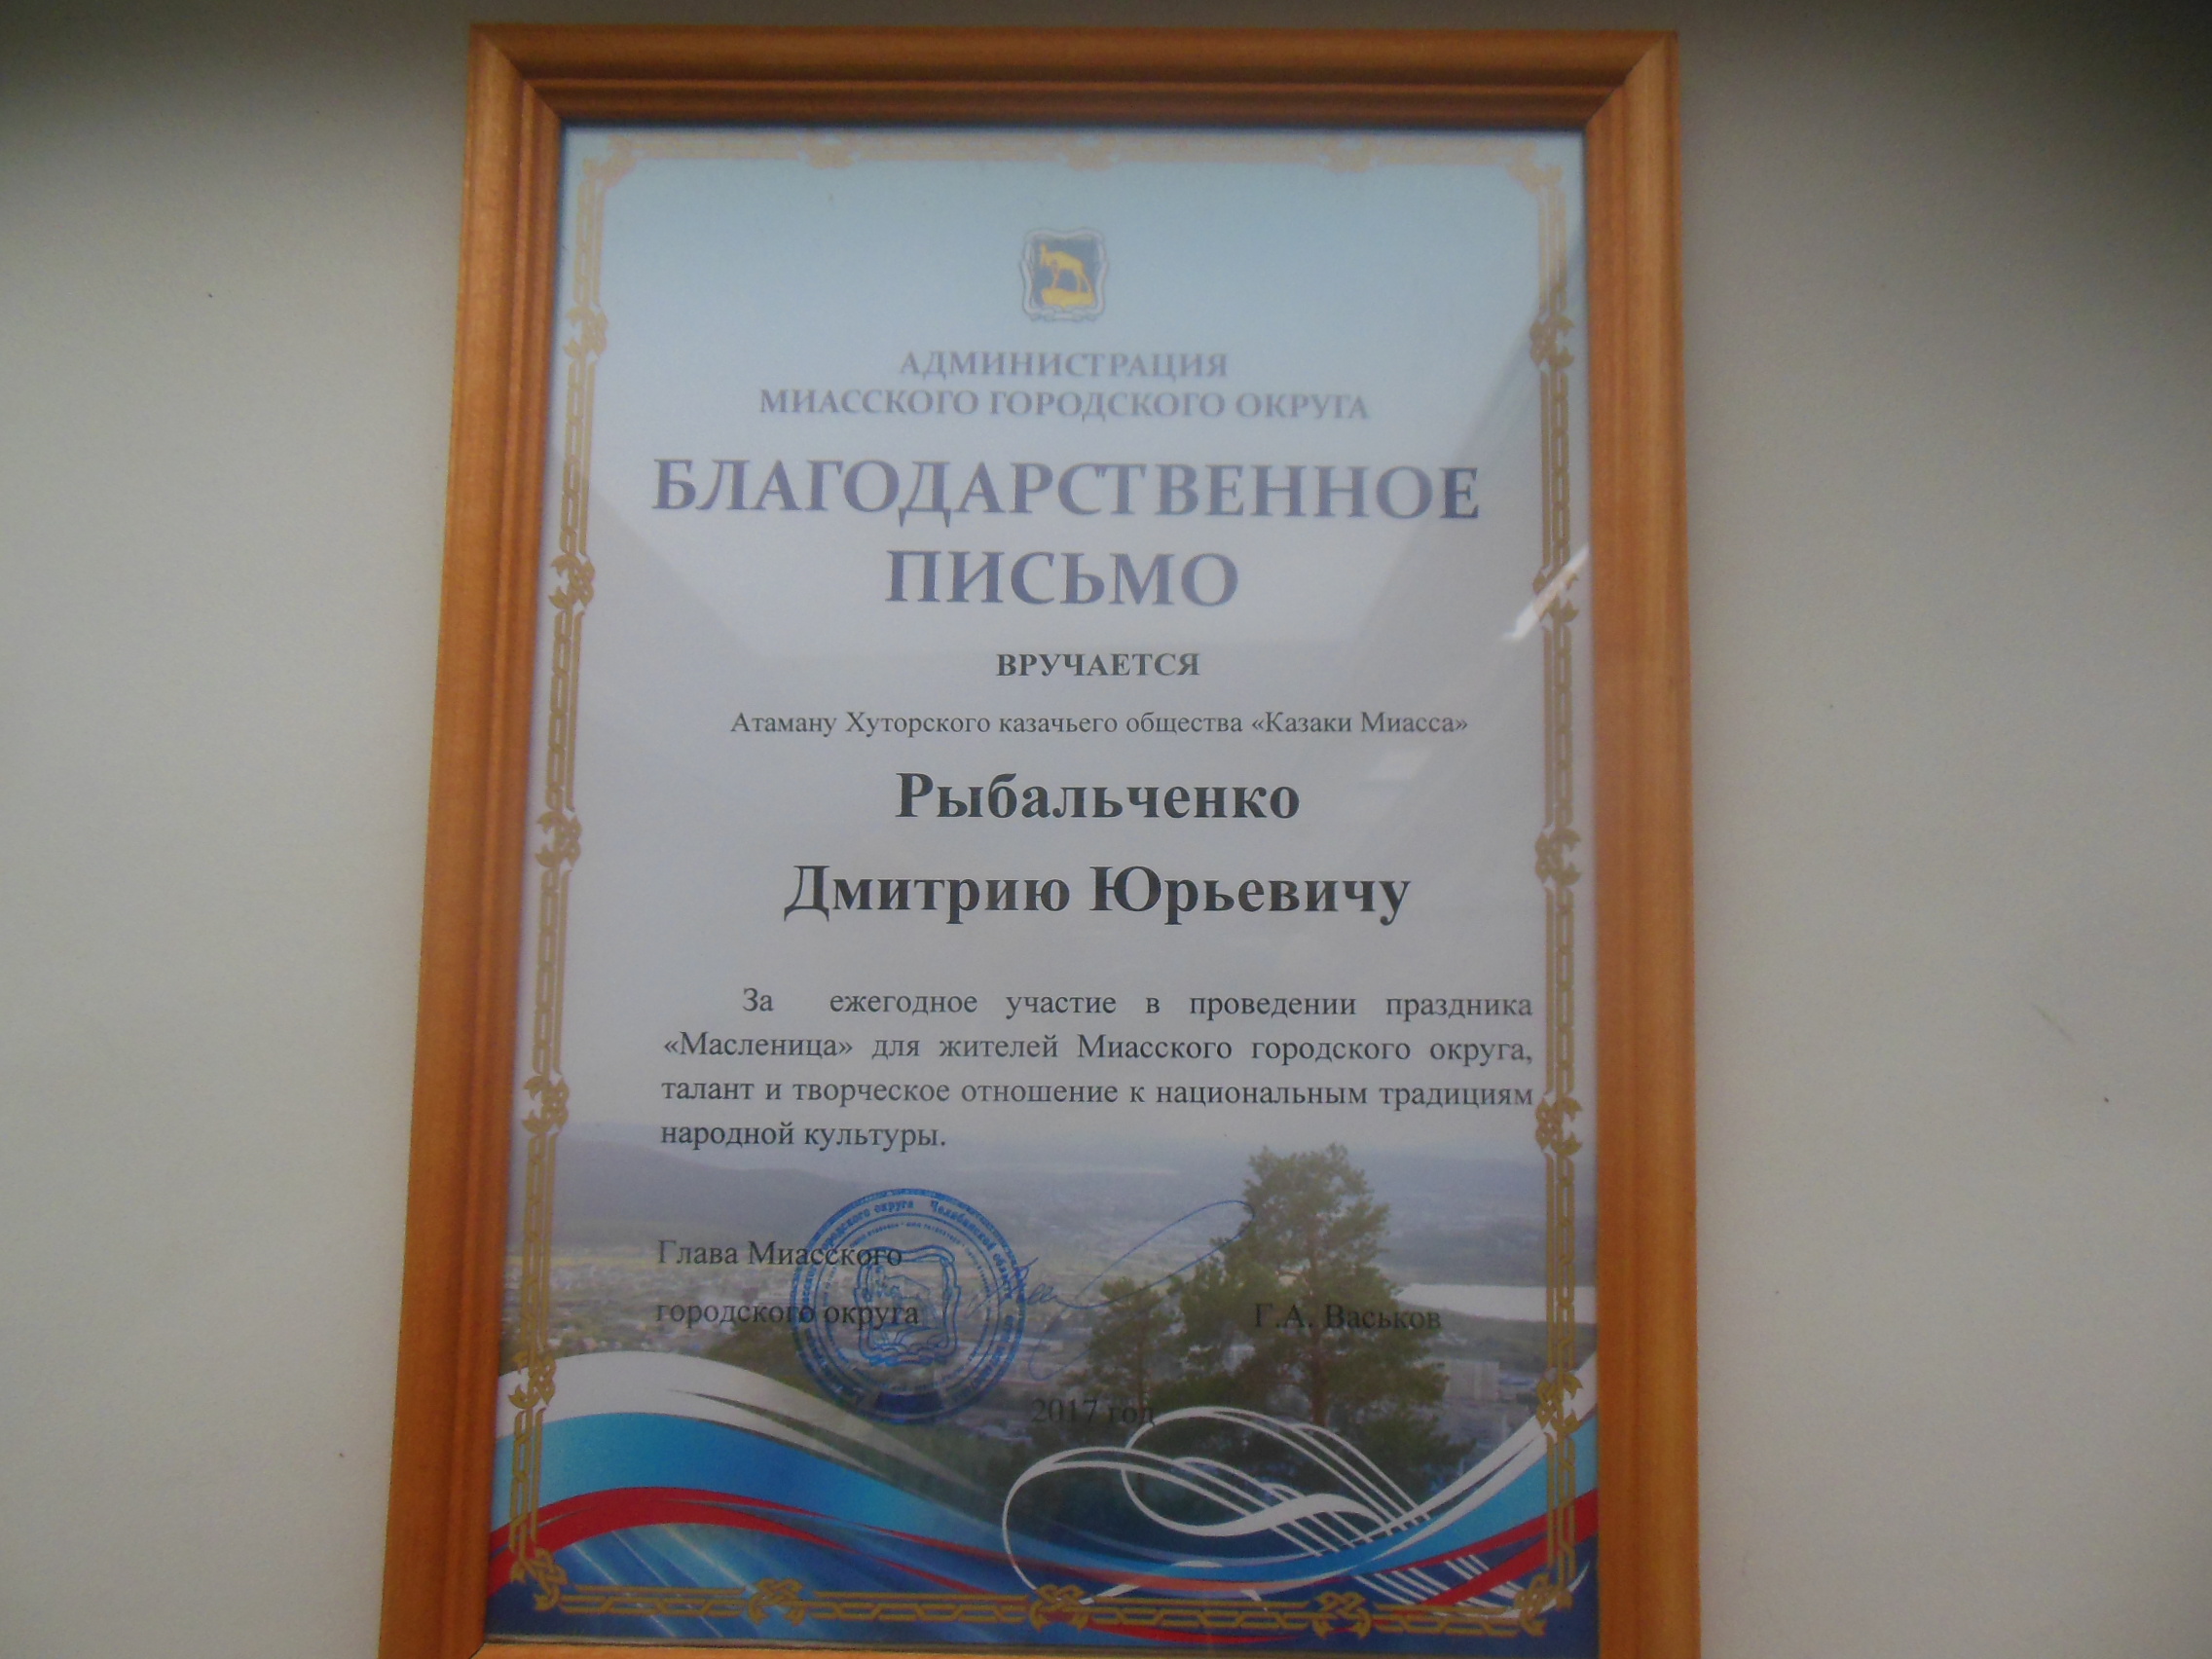 АДМИНИСТРАЦИЯ
МИАССКОГО ГОРОДСКОГО ОКРУГА
БЛАГОДАРСТВЕННОЕ
ПИСЬМО
ВРУЧАЕТСЯ
Атаману Хуторского казачьего общества «Казаки Миасса»
Рыбальченко
Дмитрию Юрьевичу
За ежегодное участие в проведении праздника
«Масленица» для жителей Миасского городского округа,
талант и творческое отношение к национальным традициям
народной культуры.
Глава Миасского
городского округа
Г.А. Васьков
2017 год
округа Челябинской